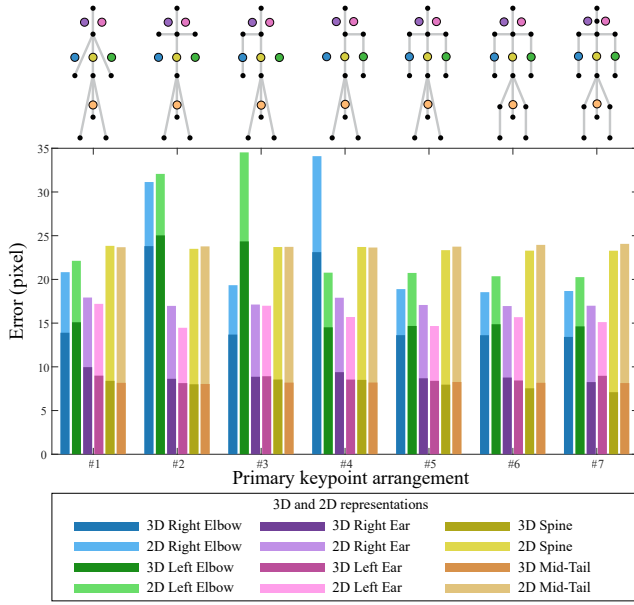 35
30
25
20
15
10
5
0
Error (pixel)
#1 #2 #3 #4 #5 #6 #7
Primary keypoint arrangement
3D and 2D representations
3D Right Elbow 3D Right Ear 3D Spine
2D Right Elbow 2D Right Ear 2D Spine
3D Left Elbow 3D Left Ear 3D Mid-Tail
2D Left Elbow 2D Left Ear 2D Mid-Tail